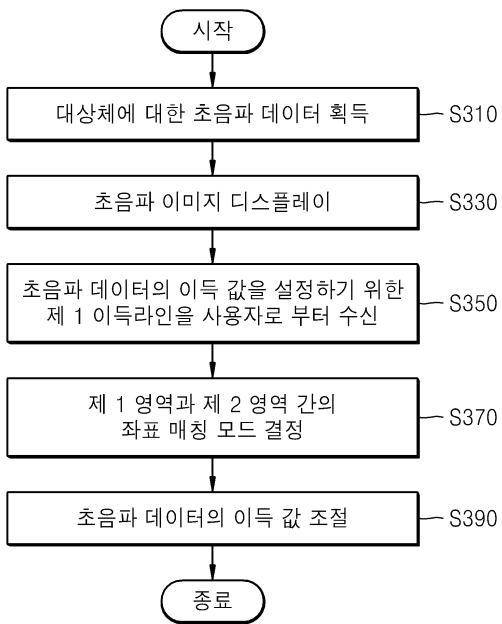 시작
대상체에 대한 초음파 데이터 획득
S310
초음파 이미지 디스플레이
S330
초음파 데이터의 이득 값을 설정하기 위한
제 1 이득라인을 사용자로 부터 수신
S350
제 1 영역과 제 2 영역 간의
좌표 매칭 모드 결정
S370
초음파 데이터의 이득 값 조절
S390
종료